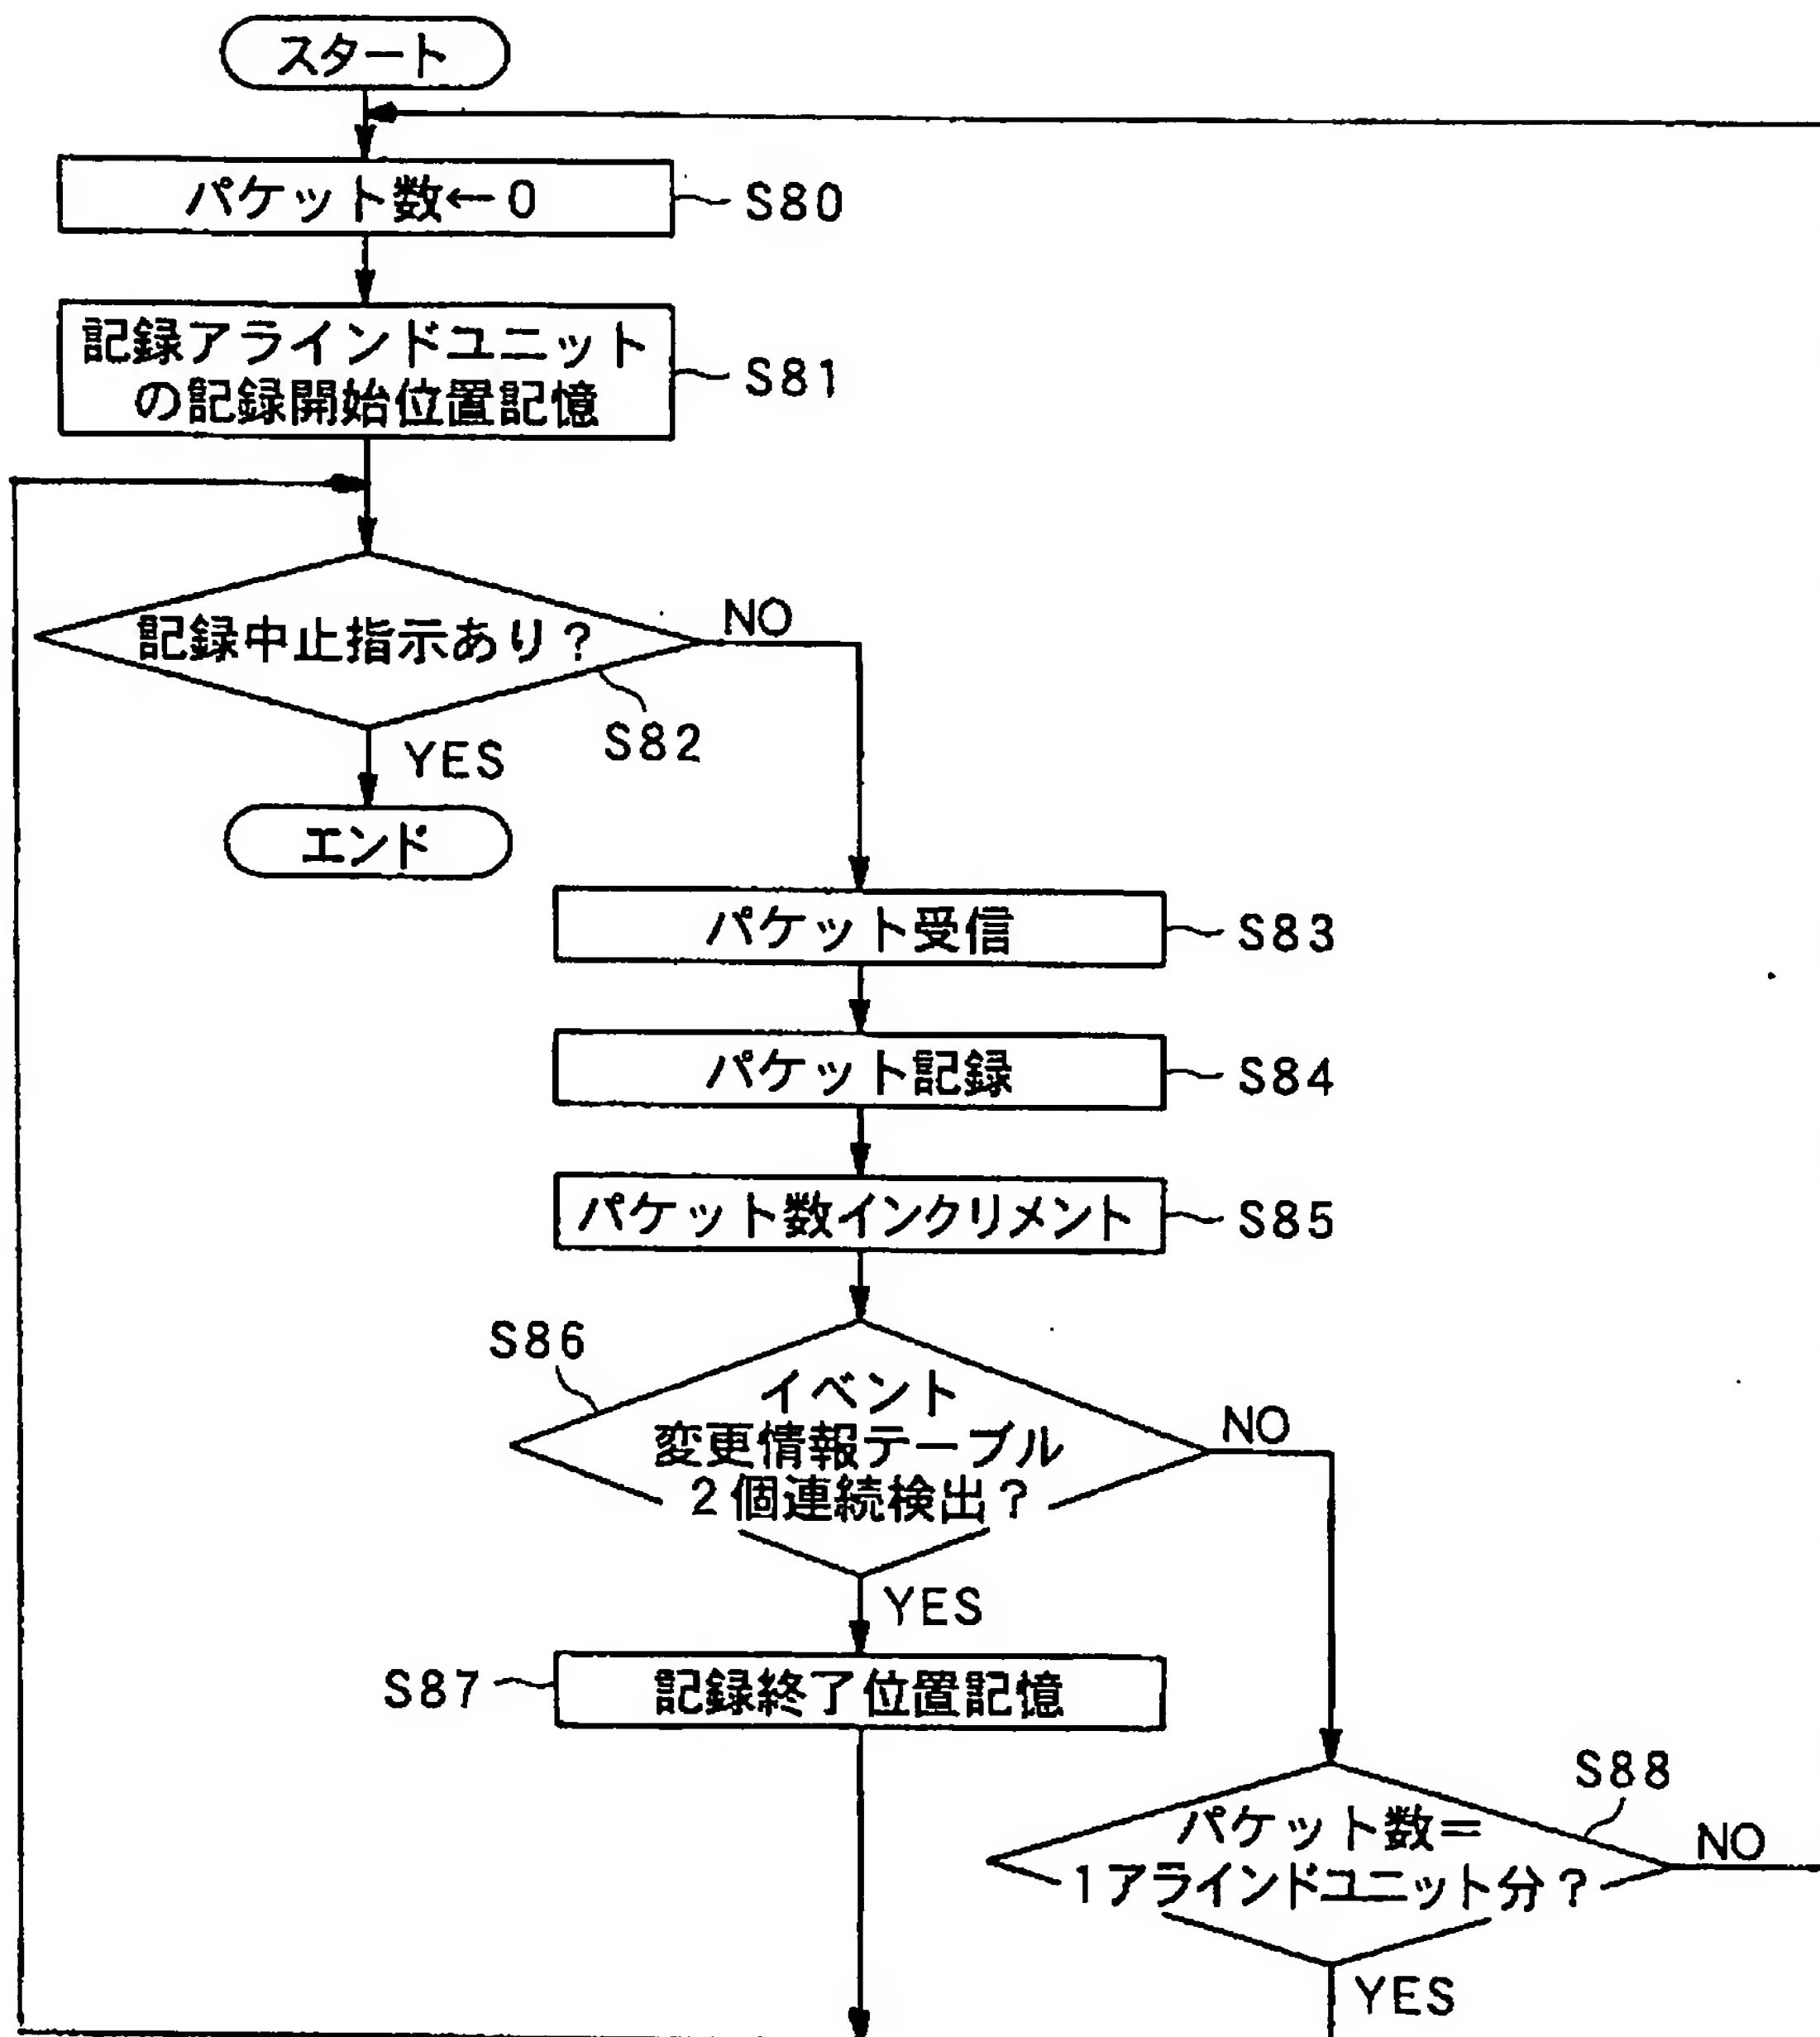 スタート
パケット数←0
S80
記録アラインドユニット
の記録開始位置記憶
S81
記録中止指示あり？
NO
S82
YES
エンド
パケット受信
S83
パケット記録
S84
パケット数インクリメント
S85
S86
イベント
変更情報テーブル
2個連続検出？
NO
YES
S87
記録終了位置記憶
S88
パケット数＝
1アラインドユニット分？
NO
YES